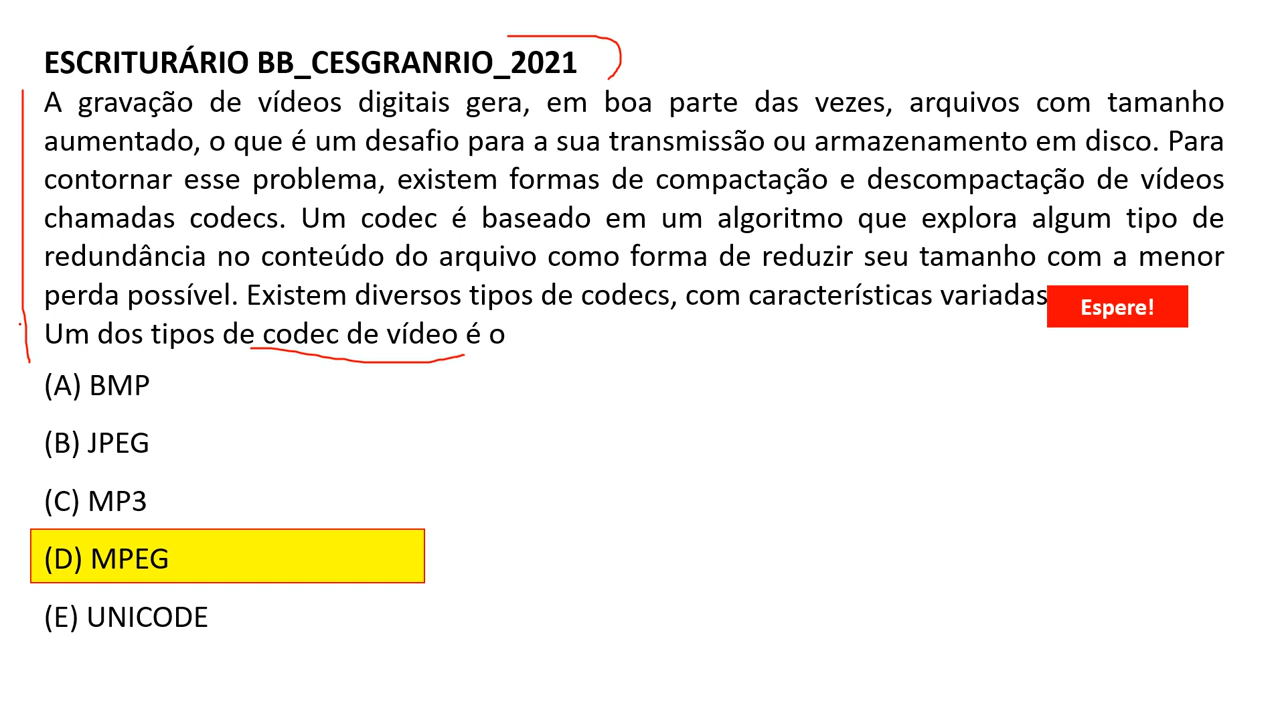 ESCRITURÁRIO BB_CESGRANRIO_2021
A gravação de vídeos digitais gera, em boa parte das vezes, arquivos com tamanho
aumentado, o que é um desafio para a sua transmissão ou armazenamento em disco. Para
contornar esse problema, existem formas de compactação e descompactação de vídeos
chamadas codecs. Um codec é baseado em um algoritmo que explora algum tipo de
redundância no conteúdo do arquivo como forma de reduzir seu tamanho com a menor
perda possível. Existem diversos tipos de codecs, com características variadas
Espere!
Um dos tipos de codec de vídeo é o
(A) BMP
(B) JPEG
(C) MP3
(D) MPEG
(E) UNICODE